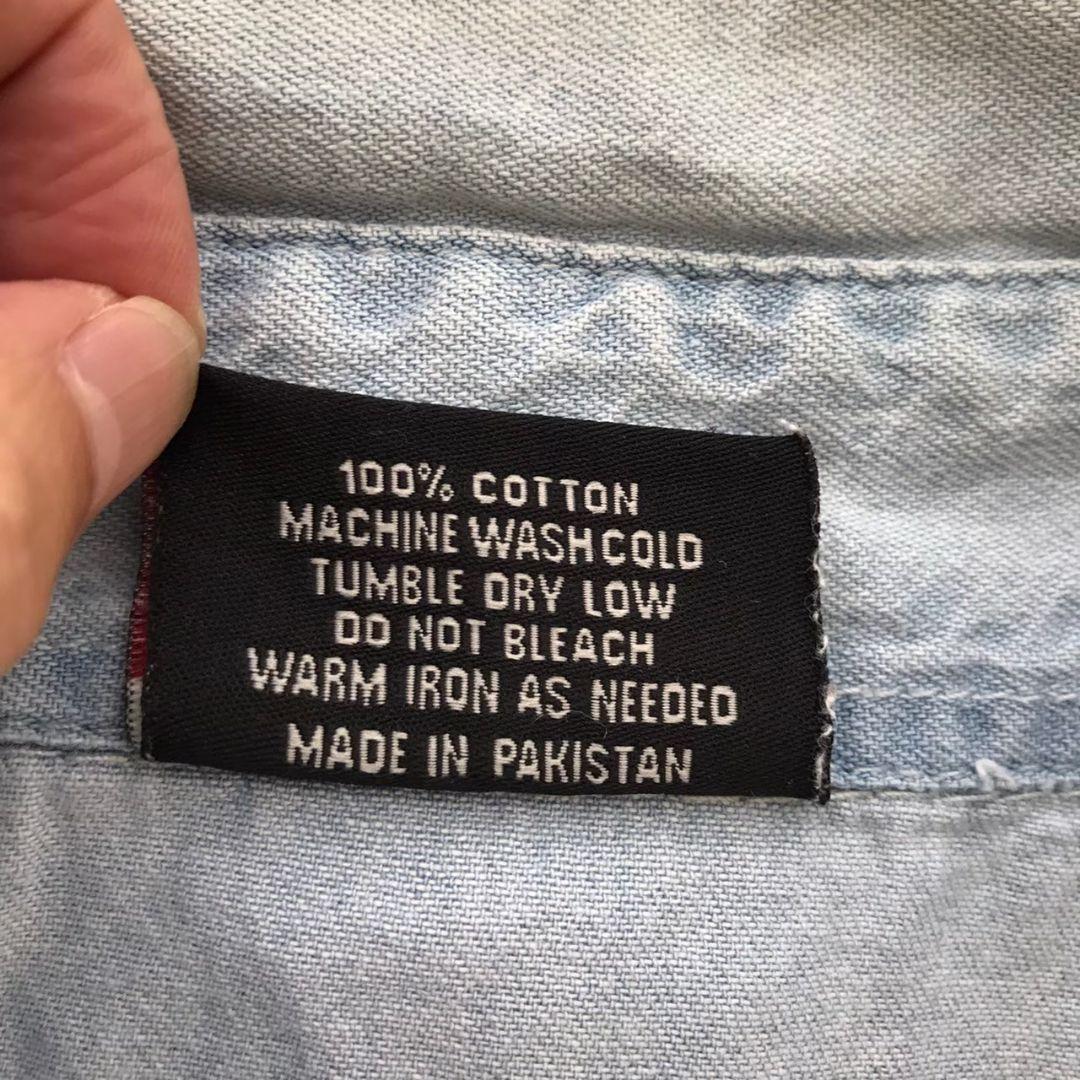 100% COTTON
MACHINE WASH COLD
TUMBLE DRY LOW
DO NOT BLEACH
WARM IRON AS NEEDED
MADE IN PAKISTAN